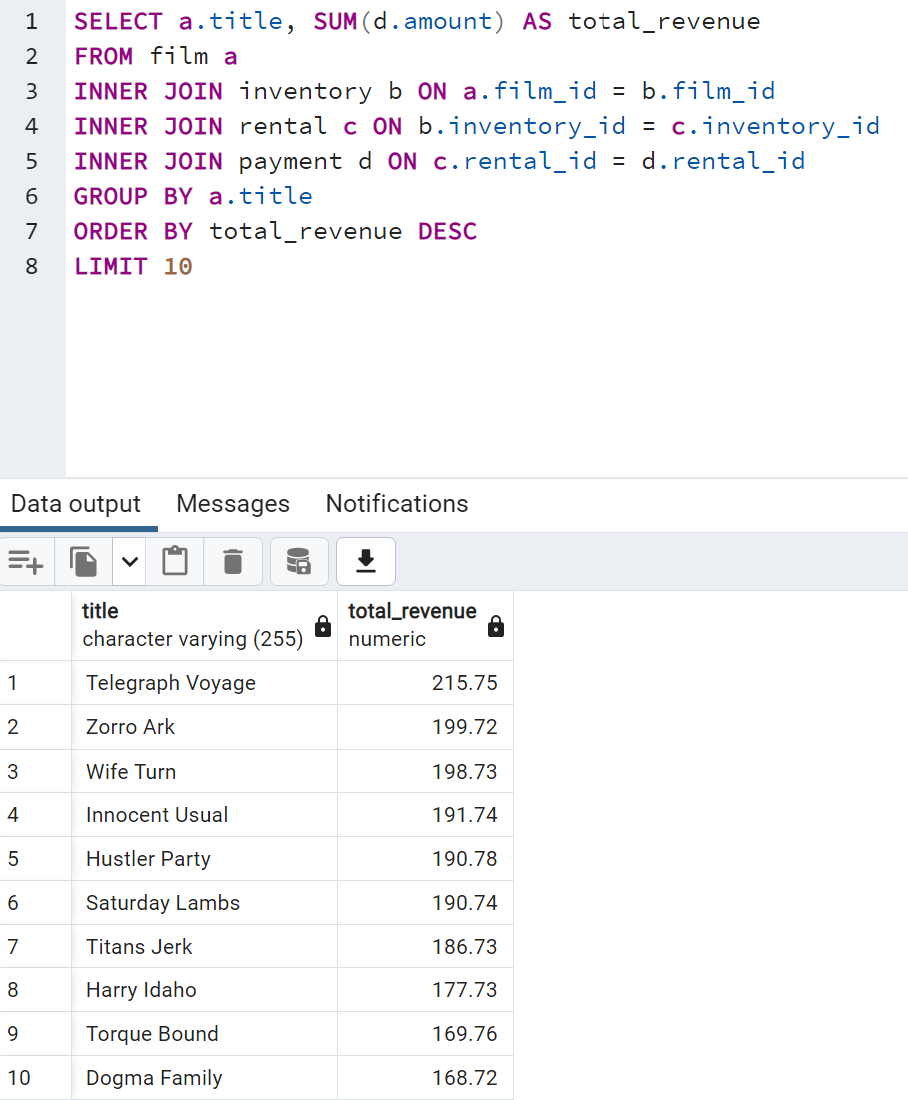 1 SELECT a.title, SUM(d.amount) AS total_revenue
2 FROM film a
3 INNER JOIN inventory b ON a.film_id = b.film_id
4 INNER JOIN rental c ON b.inventory_id = c.inventory_id
5 INNER JOIN payment d ON c.rental_id = d.rental_id
6 GROUP BY a.title
7 ORDER BY total_revenue DESC
8 LIMIT 10
Data output Messages Notifications
title total_revenue
character varying (255) numeric
1 Telegraph Voyage 215.75
2 Zorro Ark 199.72
3 Wife Turn 198.73
4 Innocent Usual 191.74
5 Hustler Party 190.78
6 Saturday Lambs 190.74
7 Titans Jerk 186.73
8 Harry Idaho 177.73
9 Torque Bound 169.76
10 Dogma Family 168.72